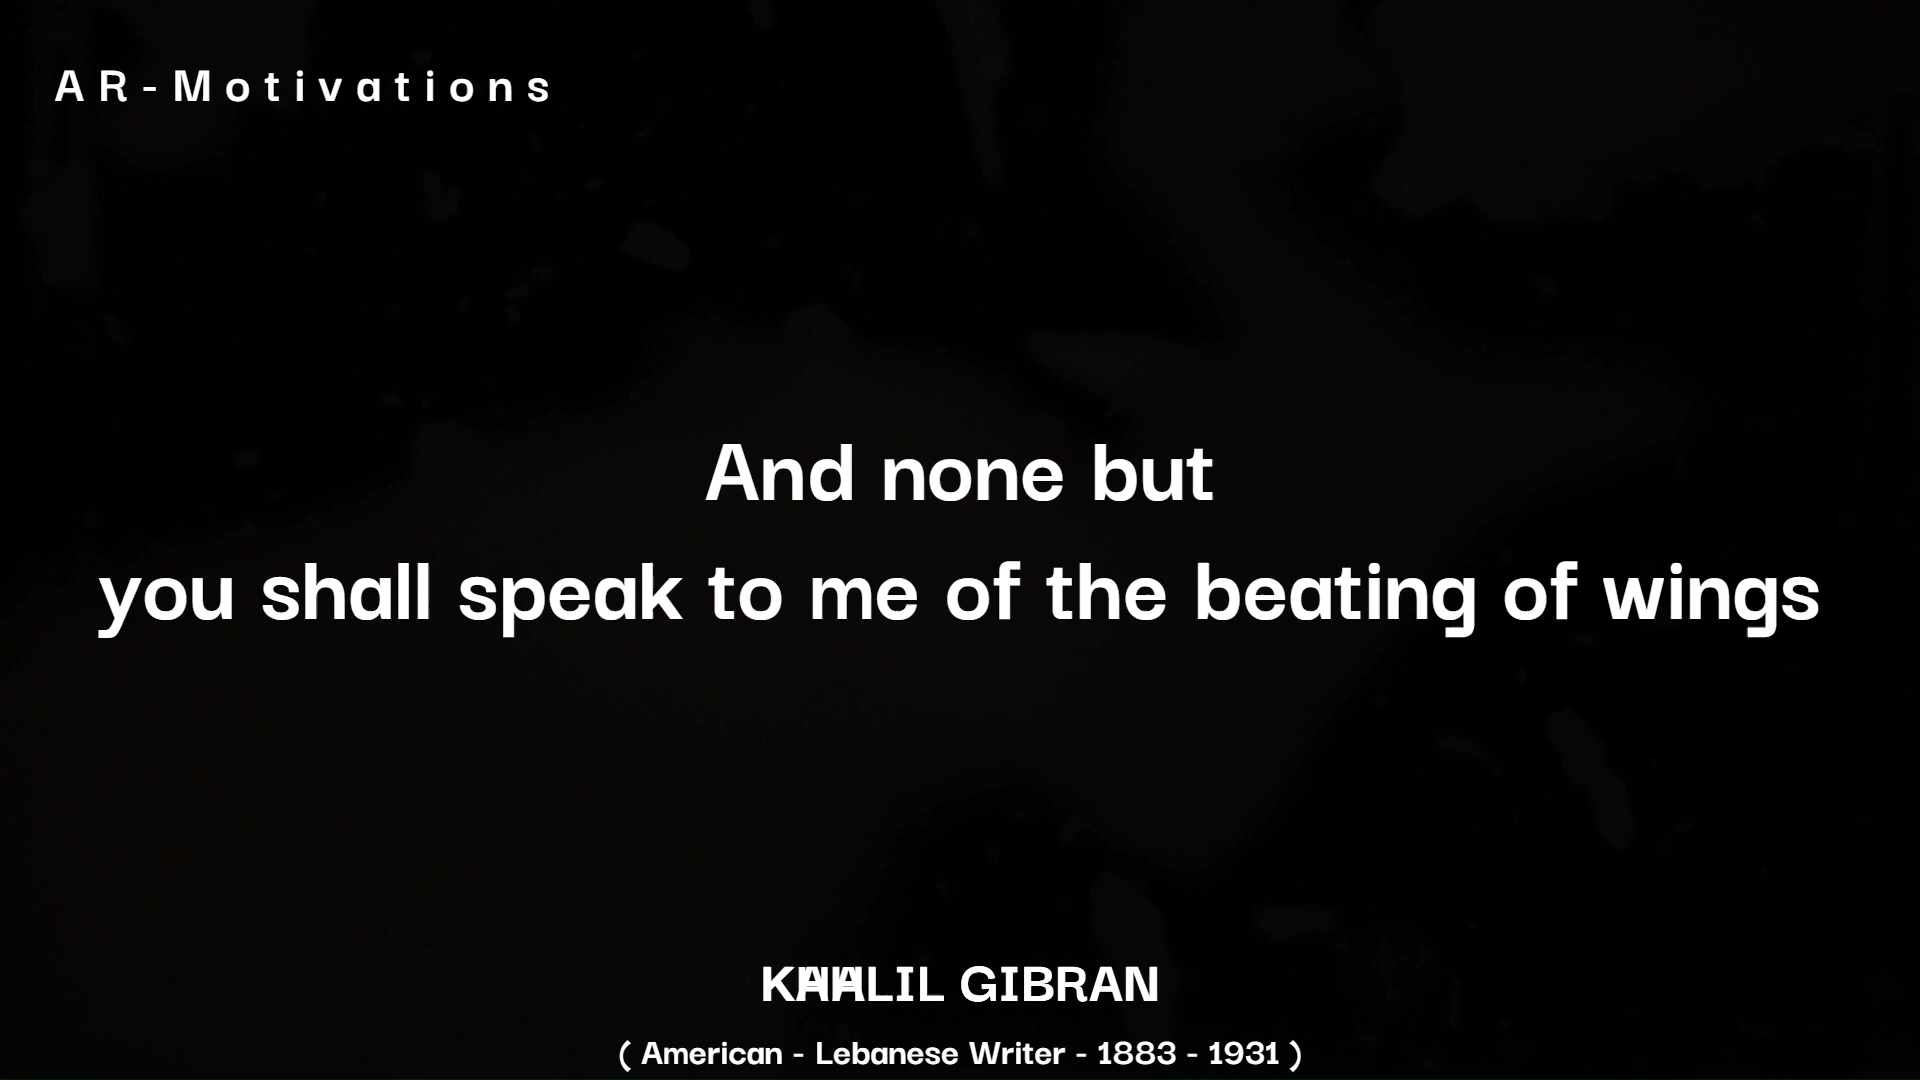 AR-Motivations
And none but
you shall speak to me of the beating of wings
GIBRAN
( American - Lebanese Writer - 1883 - 1931 )